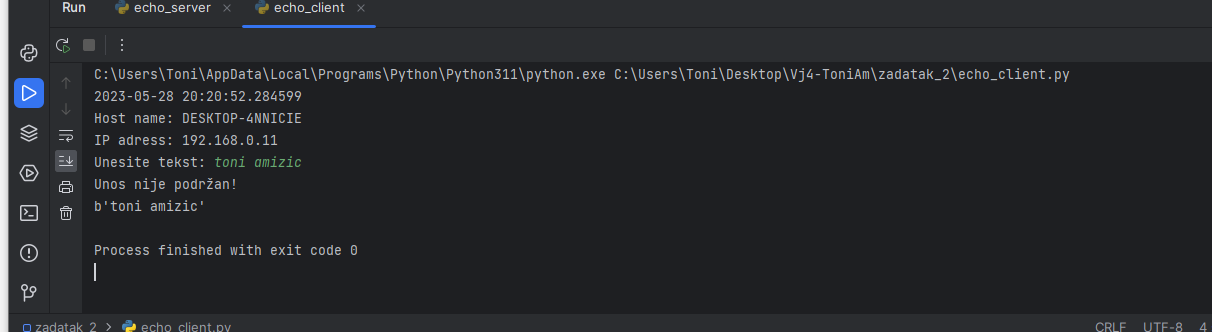 Run echo_server × echo_client ×
C:\Users\Toni\AppData\Local\Programs\Python\Python311\python.exe C:\Users\Toni\Desktop\Vj4-ToniAm\zadatak_2\echo_client.py
2023-05-28 20:20:52.284599
Host name: DESKTOP-4NNICIE
IP adress: 192.168.0.11
Unesite tekst: toni amizic
Unos nije podržan!
b'toni amizic'
Process finished with exit code 0
zadatak_2 > echo_client.py CRLF UTF-8 4